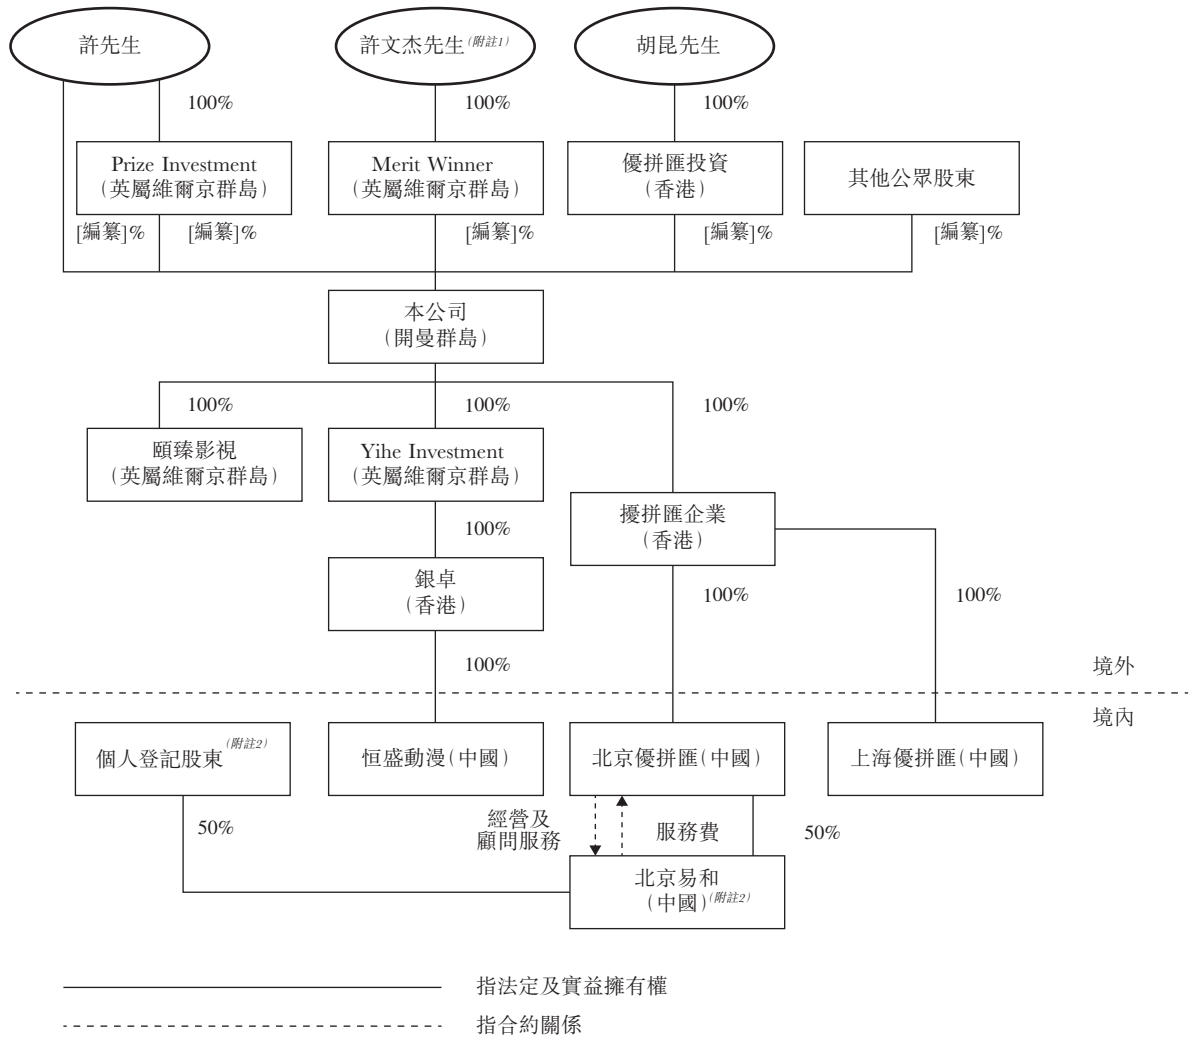 許先生
許文杰先生(附註1)
胡昆先生
100%
100%
100%
Prize Investment
(英屬維爾京群島)
Merit Winner
(英屬維爾京群島)
優拼匯投資
(香港)
其他公眾股東
[編纂]%
[編纂]%
[編纂]%
[編纂]%
[編纂]%
本公司
(開曼群島)
100%
100%
100%
頤臻影視
(英屬維爾京群島)
Yihe Investment
(英屬維爾京群島)
擾拼匯企業
(香港)
100%
銀卓
(香港)
100%
100%
100%
境外
境內
個人登記股東(附註2)
恒盛動漫(中國)
北京優拼匯(中國)
上海優拼匯(中國)
50%
經營及
顧問服務
服務費
50%
北京易和
(中國)(附註2)
指法定及實益擁有權
指合約關係